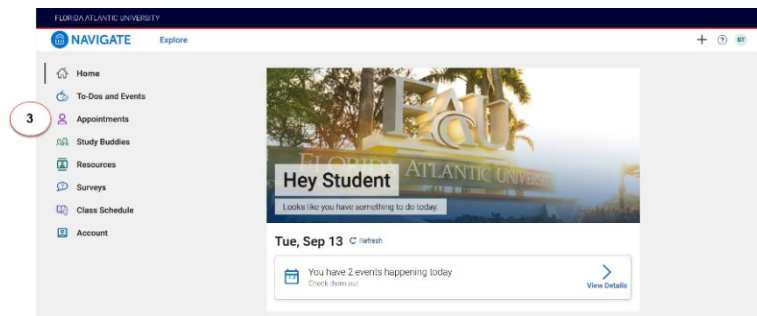 FLORIDA ATLANTIC UNIVERSITY
NAVIGATE Explore
BT
Home
To-Dos and Events
3 Appointments
Study Buddies
Resources
Surveys
Class Schedule
Account
FAU
FLORIDA ATLANTIC UNIVERSITY
Hey Student
Looks like you have something to do today.
Tue, Sep 13 Refresh
You have 2 events happening today
Check them out
View Details